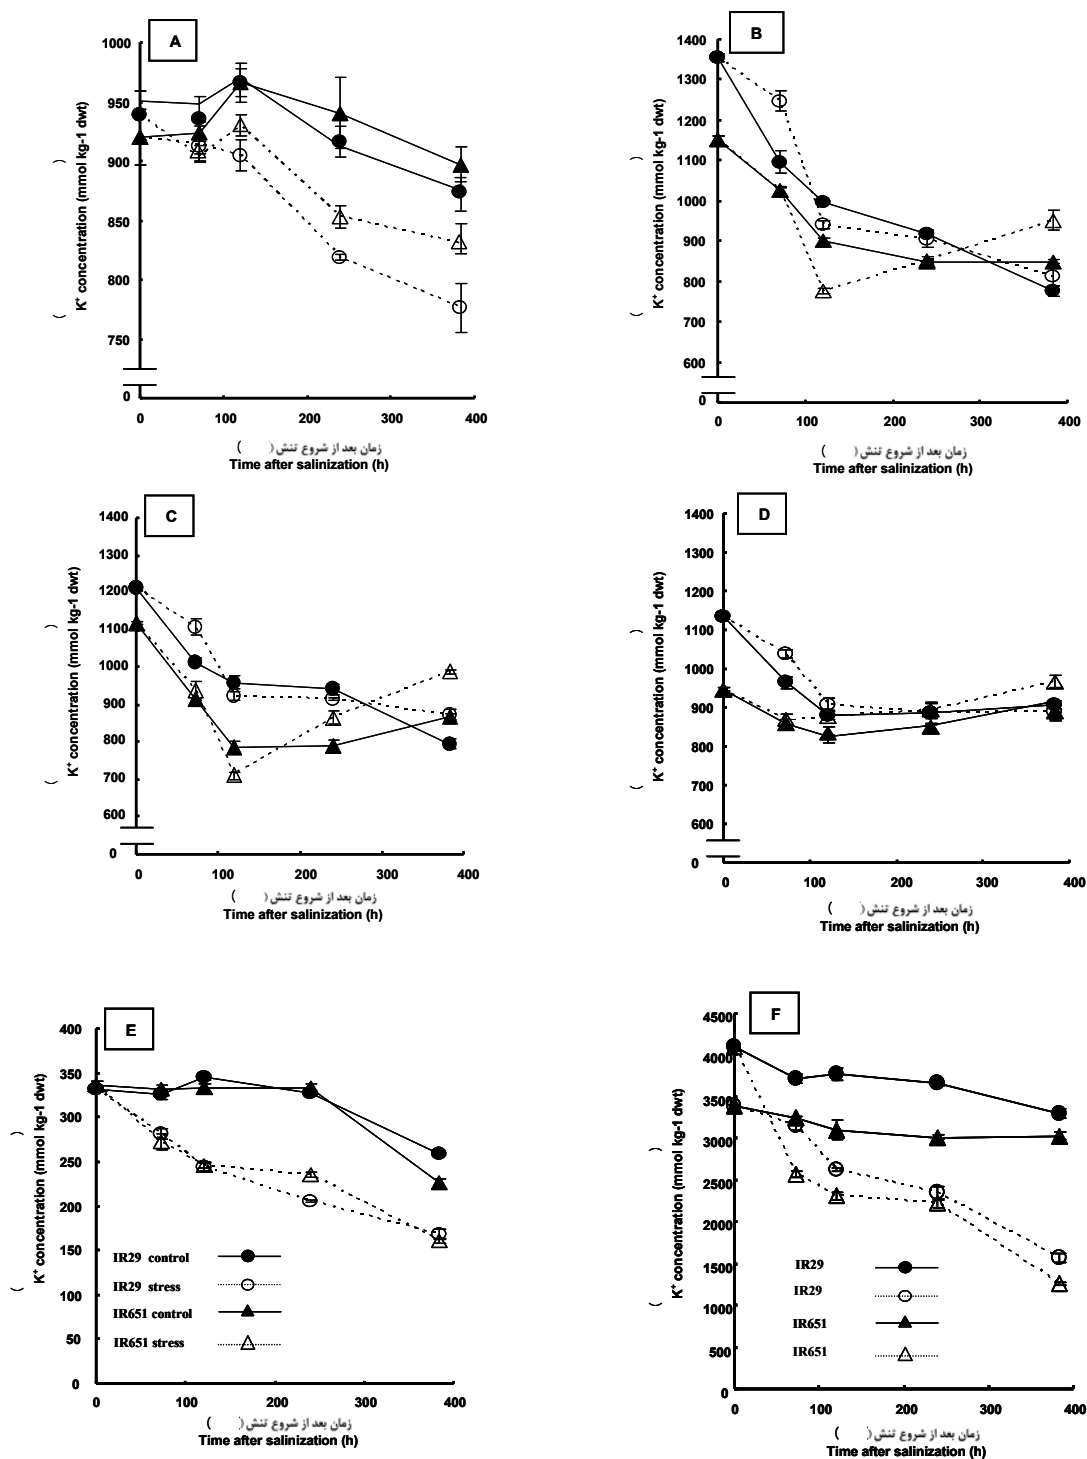 A
K+ concentration (mmol kg-1 dwt)
( )
1000
950
900
850
800
750
0
0 100 200 300 400
زمان بعد از شروع تنش ( )
Time after salinization (h)
B
K+ concentration (mmol kg-1 dwt)
( )
1400
1300
1200
1100
1000
900
800
700
600
0
0 100 200 300 400
زمان بعد از شروع تنش ( )
Time after salinization (h)
C
K+ concentration (mmol kg-1 dwt)
( )
1400
1300
1200
1100
1000
900
800
700
600
0
0 100 200 300 400
زمان بعد از شروع تنش ( )
Time after salinization (h)
D
K+ concentration (mmol kg-1 dwt)
( )
1400
1300
1200
1100
1000
900
800
700
600
0
0 100 200 300 400
زمان بعد از شروع تنش ( )
Time after salinization (h)
E
K+ concentration (mmol kg-1 dwt)
( )
400
350
300
250
200
150
100
50
0
IR29 control
IR29 stress
IR651 control
IR651 stress
0 100 200 300 400
زمان بعد از شروع تنش ( )
Time after salinization (h)
F
K+ concentration (mmol kg-1 dwt)
( )
4500
4000
3500
3000
2500
2000
1500
1000
500
0
IR29
IR29
IR651
IR651
0 100 200 300 400
زمان بعد از شروع تنش ( )
Time after salinization (h)